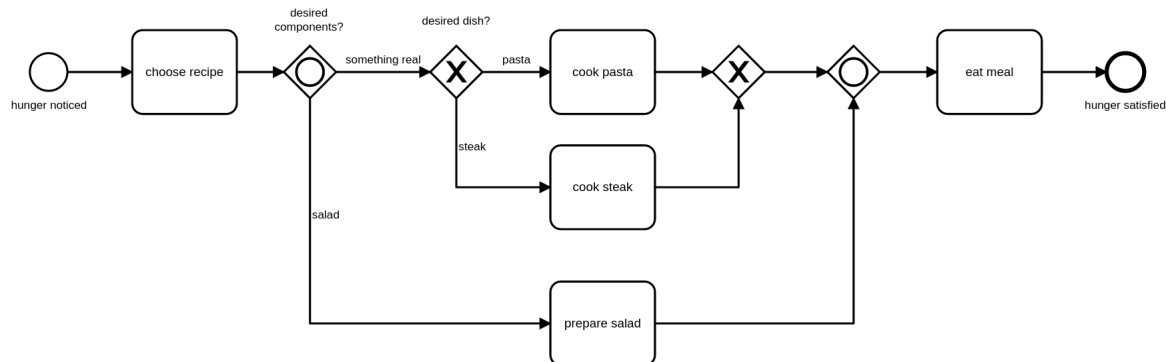 desired
components?
desired dish?
choose recipe
something real
pasta
cook pasta
eat meal
hunger noticed
hunger satisfied
steak
cook steak
salad
prepare salad